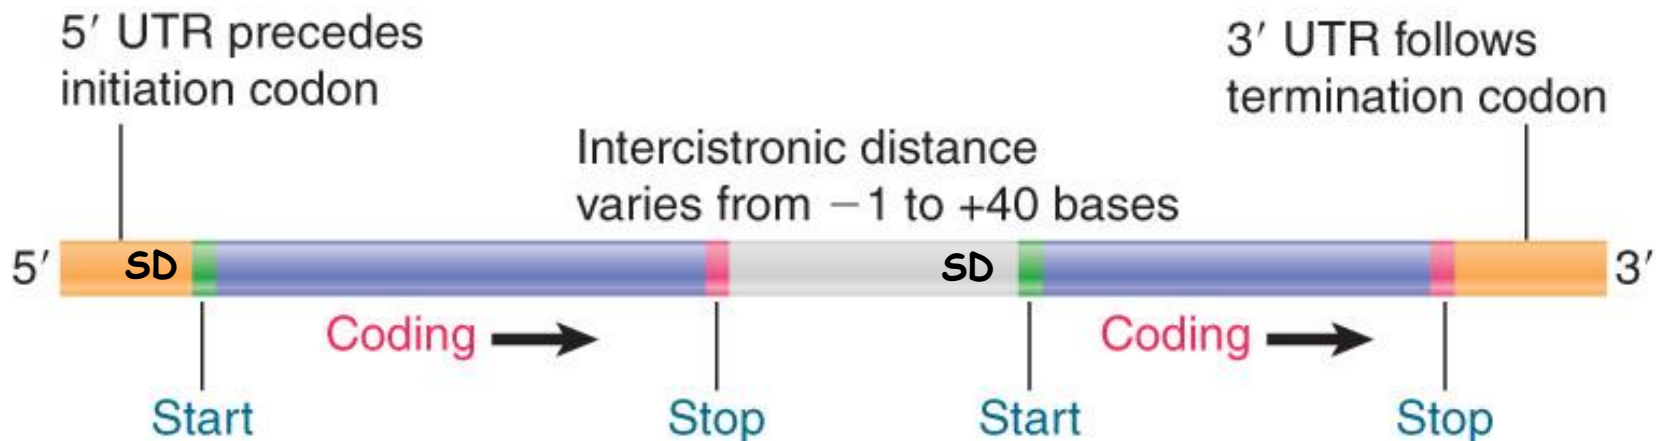 5′ UTR precedes
initiation codon
3′ UTR follows
termination codon
Intercistronic distance
varies from −1 to +40 bases
5′ SD SD 3′
Coding Coding
Start Stop Start Stop